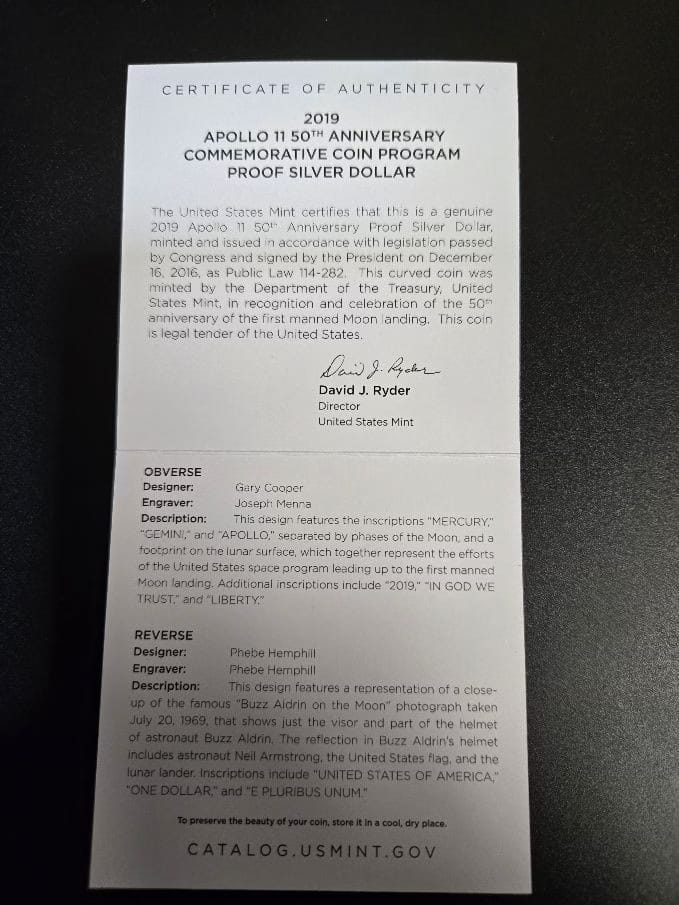 CERTIFICATE OF AUTHENTICITY
2019
APOLLO 11 50TH ANNIVERSARY
COMMEMORATIVE COIN PROGRAM
PROOF SILVER DOLLAR
The United States Mint certifies that this is a genuine
2019 Apollo 11 50th Anniversary Proof Silver Dollar,
minted and issued in accordance with legislation passed
by Congress and signed by the President on December
16, 2016, as Public Law 114-282. This curved coin was
minted by the Department of the Treasury, United
States Mint, in recognition and celebration of the 50th
anniversary of the first manned Moon landing. This coin
is legal tender of the United States.
David J. Ryder
David J. Ryder
Director
United States Mint
OBVERSE
Designer: Gary Cooper
Engraver: Joseph Menna
Description: This design features the inscriptions "MERCURY,"
"GEMINI," and "APOLLO," separated by phases of the Moon, and a
footprint on the lunar surface, which together represent the efforts
of the United States space program leading up to the first manned
Moon landing. Additional inscriptions include "2019," "IN GOD WE
TRUST," and "LIBERTY."
REVERSE
Designer: Phebe Hemphill
Engraver: Phebe Hemphill
Description: This design features a representation of a close-
up of the famous "Buzz Aldrin on the Moon" photograph taken
July 20, 1969, that shows just the visor and part of the helmet
of astronaut Buzz Aldrin. The reflection in Buzz Aldrin's helmet
includes astronaut Neil Armstrong, the United States flag, and the
lunar lander. Inscriptions include "UNITED STATES OF AMERICA,"
"ONE DOLLAR," and "E PLURIBUS UNUM."
To preserve the beauty of your coin, store it in a cool, dry place.
CATALOG.USMINT.GOV